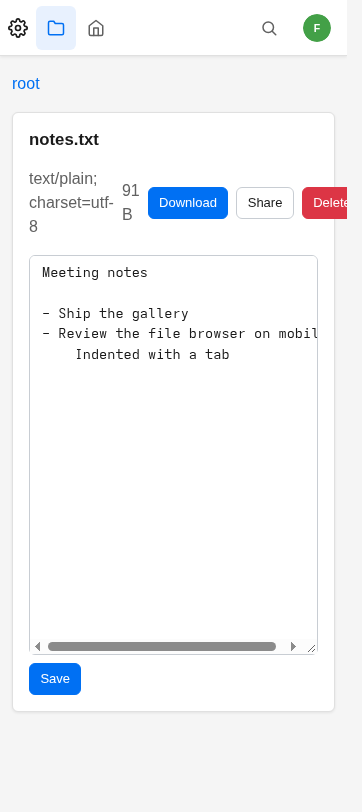 F
root
notes.txt
text/plain;
charset=utf-
8
91
B
Download
Share
Delete
Meeting notes
- Ship the gallery
- Review the file browser on mobil
Indented with a tab
Save